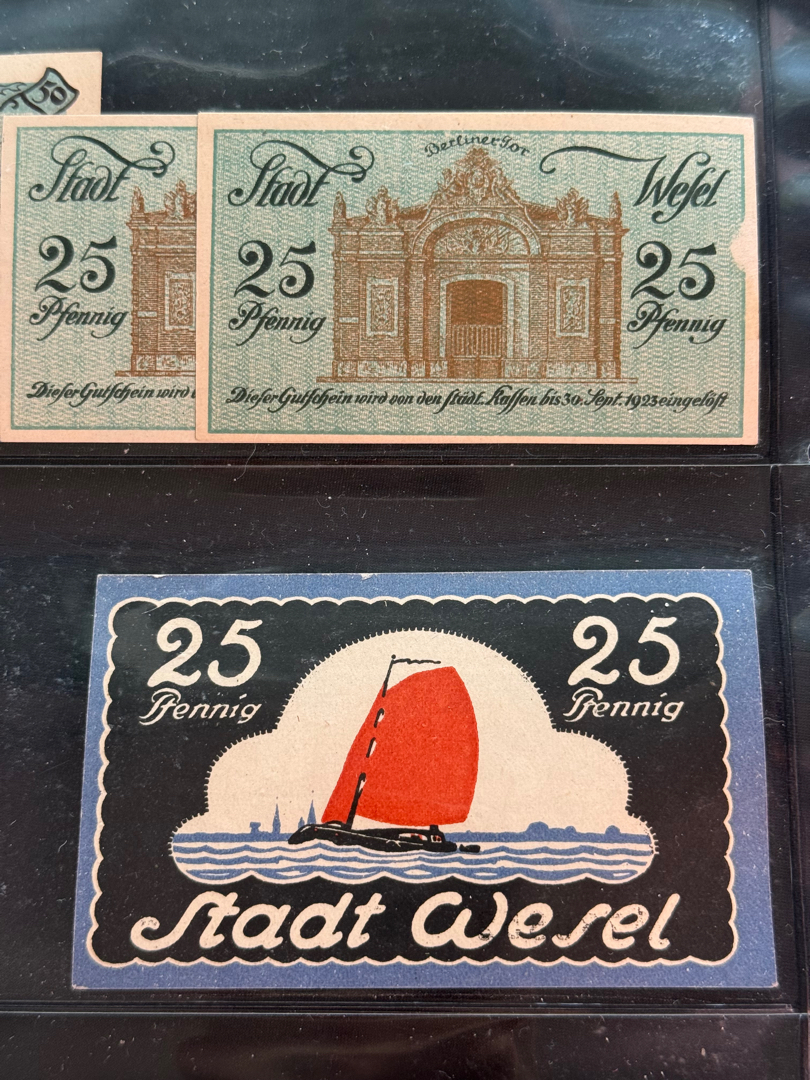 50
Stadt
25
Pfennig
Dieser Gutschein wird
Berliner Tor
Stadt Wesel
25 25
Pfennig Pfennig
Dieser Gutschein wird von den städt. Kassen bis 30. Sept. 1923 eingelöst
25 25
Pfennig Pfennig
Stadt Wesel